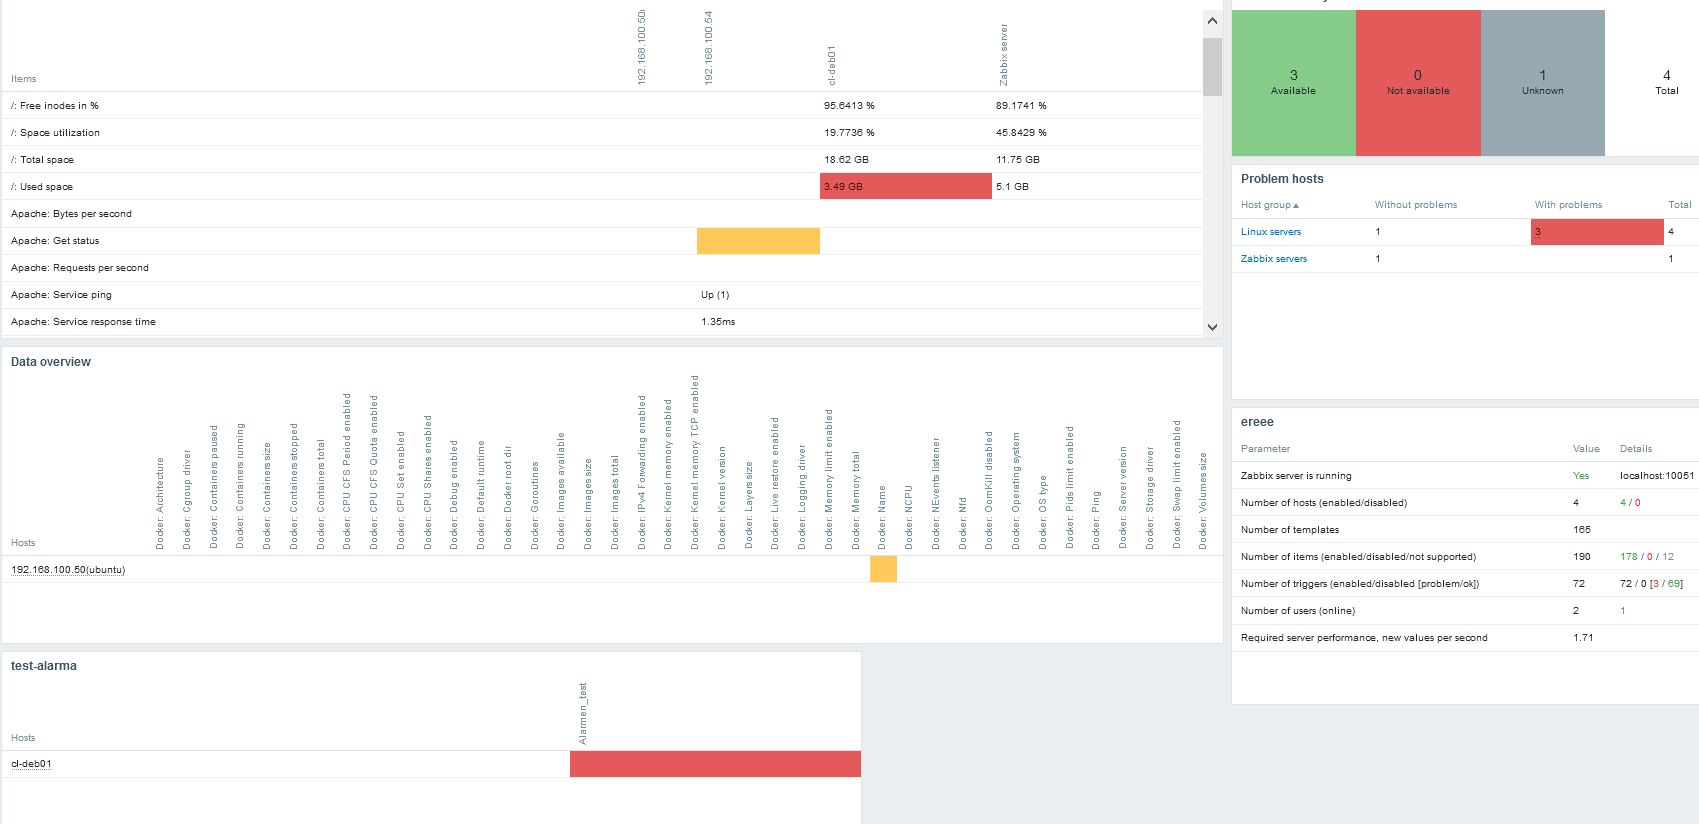 Items
192.168.100.50(
192.168.100.54
cl-deb01
Zabbix server
/: Free inodes in % 95.6413 % 89.1741 %
/: Space utilization 19.7736 % 45.8429 %
/: Total space 18.62 GB 11.75 GB
/: Used space 3.49 GB 5.1 GB
Apache: Bytes per second
Apache: Get status
Apache: Requests per second
Apache: Service ping Up (1)
Apache: Service response time 1.35ms
3 0 1 4
Available Not available Unknown Total
Problem hosts
Host group ▲ Without problems With problems Total
Linux servers 1 3 4
Zabbix servers 1 1
Data overview
Hosts
Docker: Architecture
Docker: Cgroup driver
Docker: Containers paused
Docker: Containers running
Docker: Containers size
Docker: Containers stopped
Docker: Containers total
Docker: CPU CFS Period enabled
Docker: CPU CFS Quota enabled
Docker: CPU Set enabled
Docker: CPU Shares enabled
Docker: Debug enabled
Docker: Default runtime
Docker: Docker root dir
Docker: Goroutines
Docker: Images available
Docker: Images size
Docker: Images total
Docker: IPv4 Forwarding enabled
Docker: Kernel memory enabled
Docker: Kernel memory TCP enabled
Docker: Kernel version
Docker: Layers size
Docker: Live restore enabled
Docker: Logging driver
Docker: Memory limit enabled
Docker: Memory total
Docker: Name
Docker: NCPU
Docker: NEvents listener
Docker: Nfd
Docker: OomKill disabled
Docker: Operating system
Docker: OS type
Docker: Pids limit enabled
Docker: Ping
Docker: Server version
Docker: Storage driver
Docker: Swap limit enabled
Docker: Volumes size
192.168.100.50(ubuntu)
ereee
Parameter Value Details
Zabbix server is running Yes localhost:10051
Number of hosts (enabled/disabled) 4 4 / 0
Number of templates 165
Number of items (enabled/disabled/not supported) 190 178 / 0 / 12
Number of triggers (enabled/disabled [problem/ok]) 72 72 / 0 [3 / 69]
Number of users (online) 2 1
Required server performance, new values per second 1.71
test-alarma
Hosts
Alarmen_test
cl-deb01